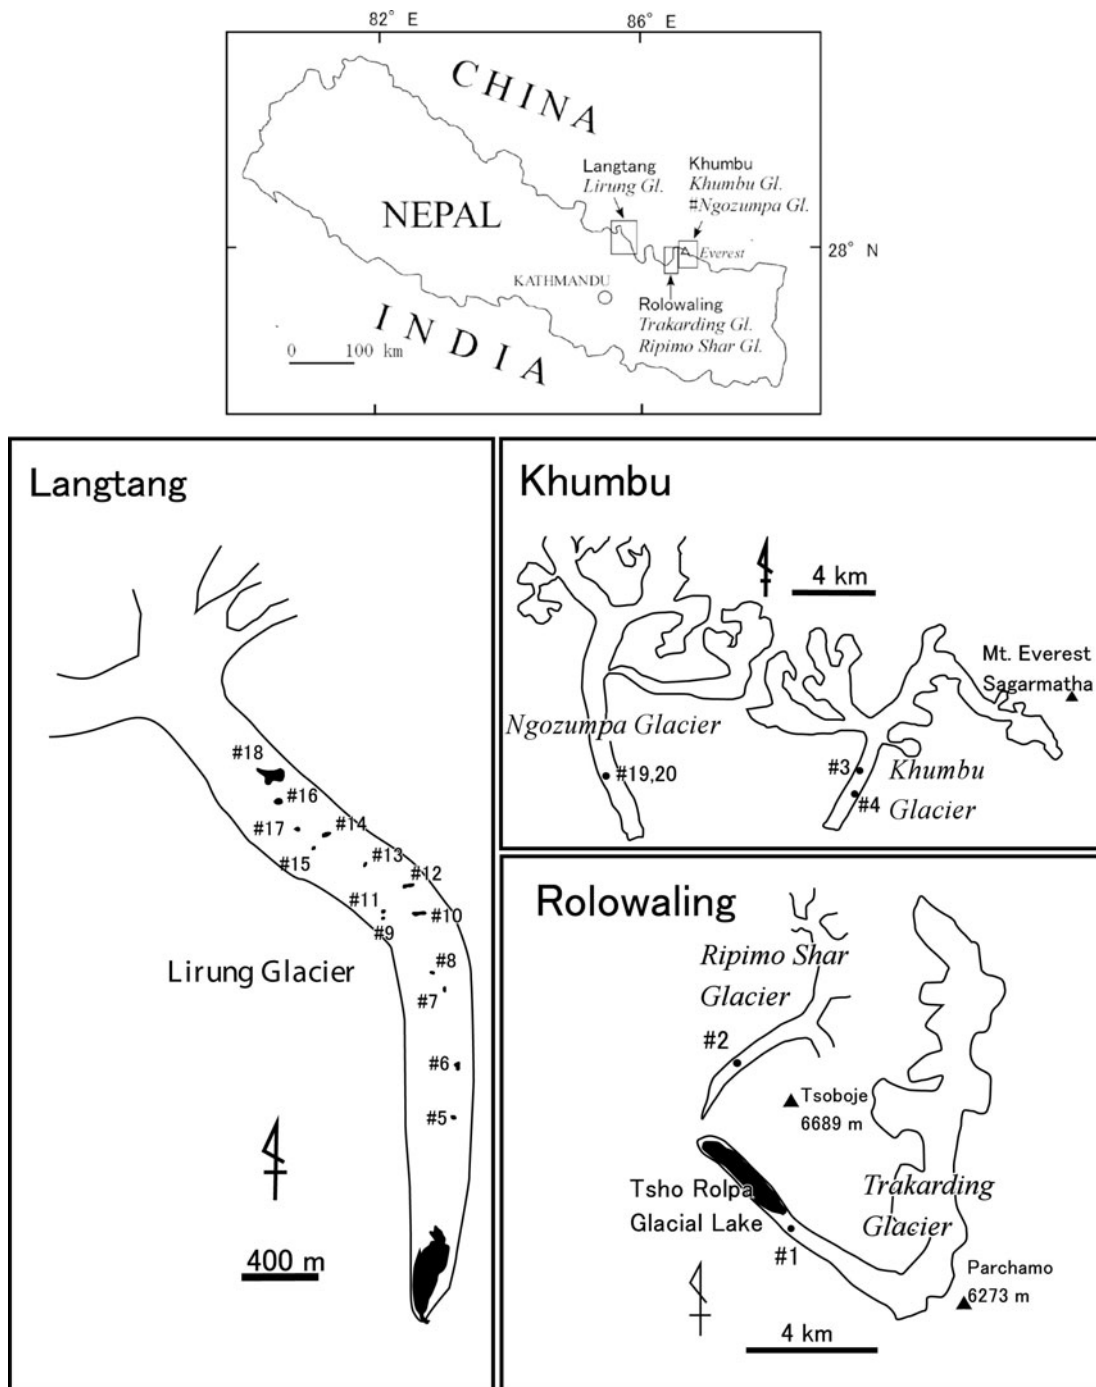 82° E
86° E
CHINA
Langtang
Lirung Gl.
Khumbu
Khumbu Gl.
#Ngozumpa Gl.
NEPAL
Everest
28° N
KATHMANDU
Rolowaling
Trakarding Gl.
Ripimo Shar Gl.
INDIA
0 100 km
Langtang
#18
#16
#17
#14
#15
#13
#12
#11
#10
#9
Lirung Glacier
#8
#7
#6
#5
400 m
Khumbu
4 km
Mt. Everest
Sagarmatha
Ngozumpa Glacier
#19,20
#3
Khumbu
Glacier
#4
Rolowaling
Ripimo Shar
Glacier
#2
Tsoboje
6689 m
Tsho Rolpa
Glacial Lake
Trakarding
Glacier
#1
Parchamo
6273 m
4 km